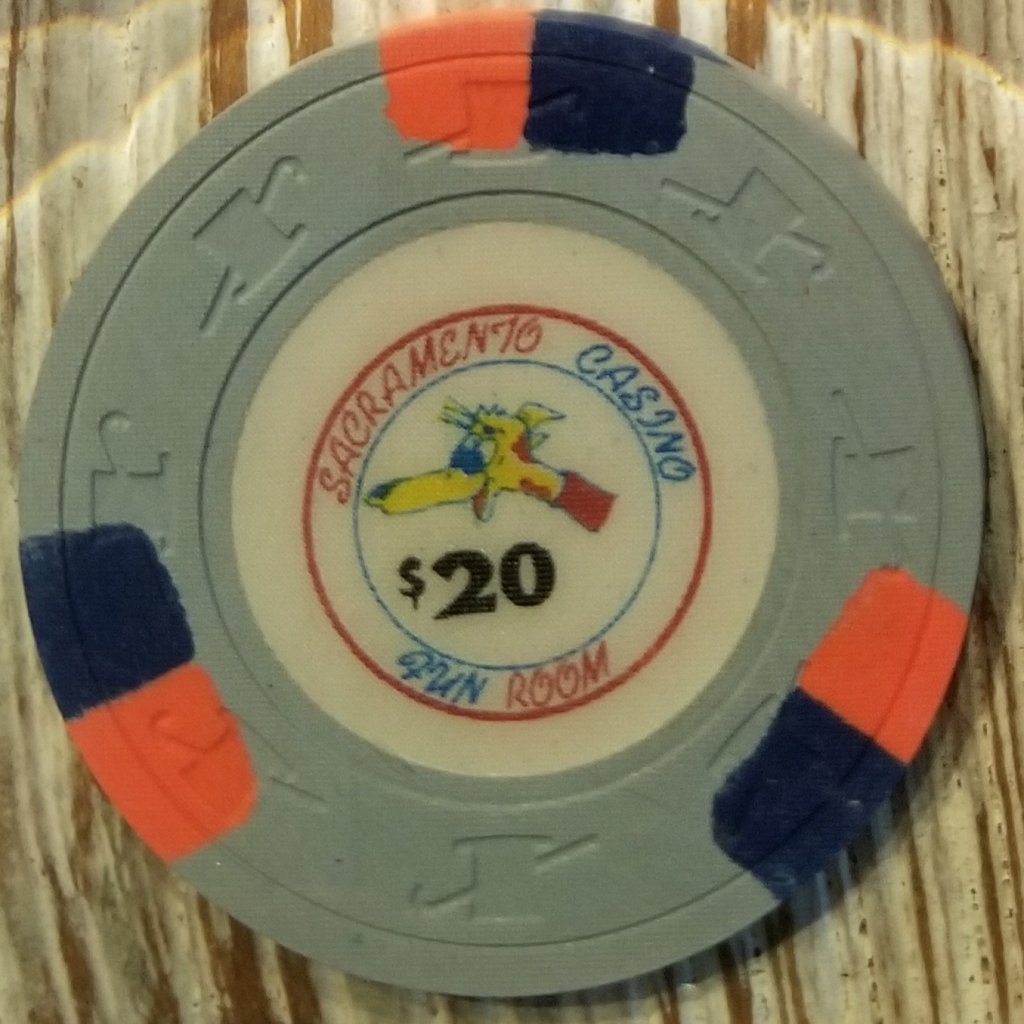 SACRAMENTO CASINO
$20
FUN ROOM